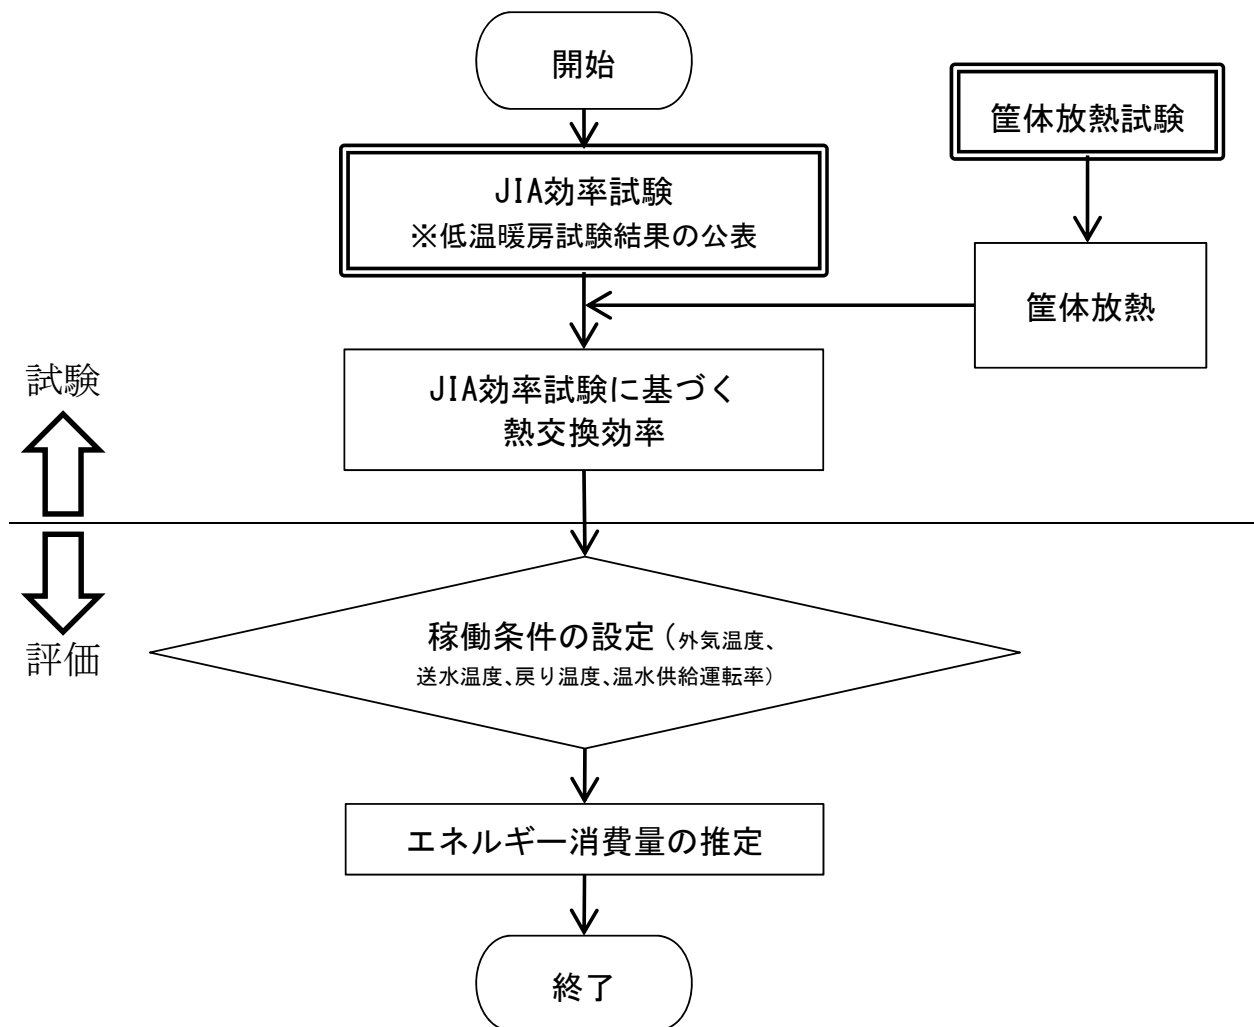 開始
筐体放熱試験
JIA効率試験
※低温暖房試験結果の公表
筐体放熱
試験
JIA効率試験に基づく
熱交換効率
評価
稼働条件の設定（外気温度、
送水温度、戻り温度、温水供給運転率）
エネルギー消費量の推定
終了